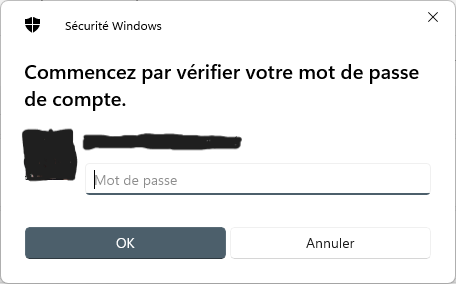 Sécurité Windows
Commencez par vérifier votre mot de passe
de compte.
Mot de passe
OK
Annuler